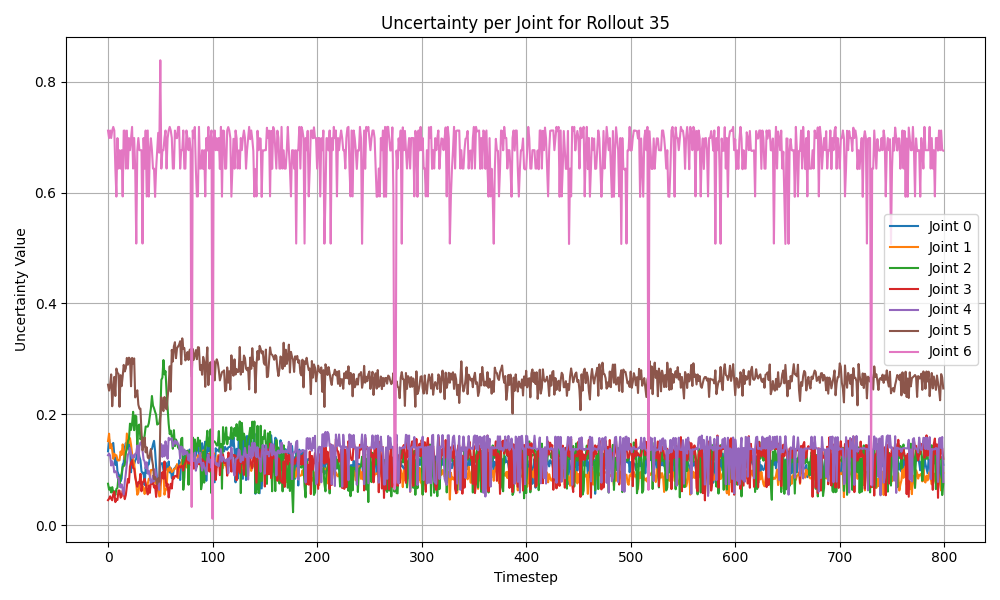 Uncertainty per Joint for Rollout 35
Uncertainty Value
0.8
0.6
0.4
0.2
0.0
Joint 0
Joint 1
Joint 2
Joint 3
Joint 4
Joint 5
Joint 6
0 100 200 300 400 500 600 700 800
Timestep